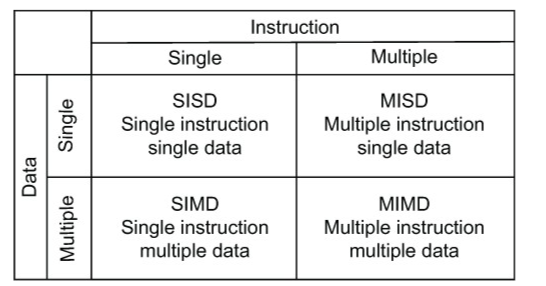 Instruction
Single
Multiple
Data
Single
SISD
Single instruction
single data
MISD
Multiple instruction
single data
Multiple
SIMD
Single instruction
multiple data
MIMD
Multiple instruction
multiple data